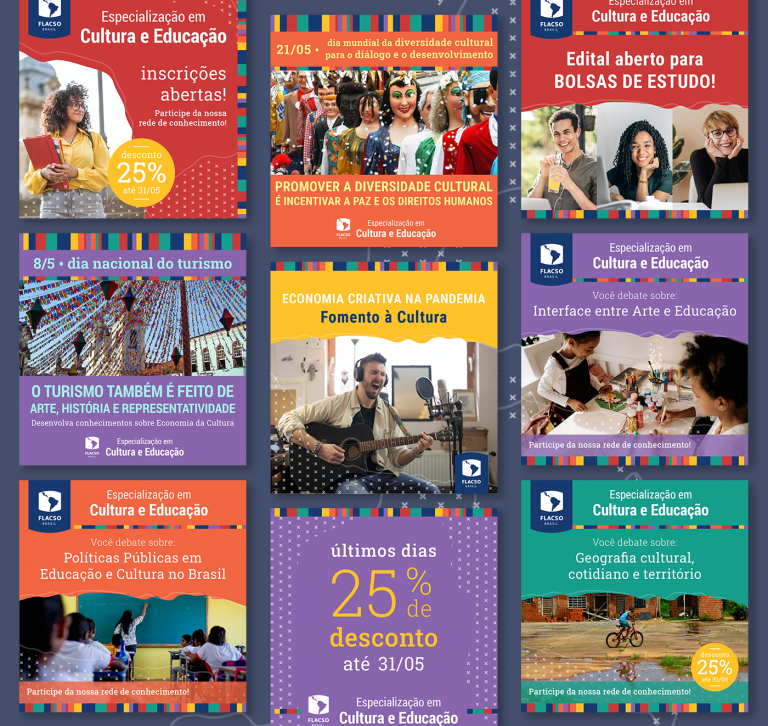 FLACSO
BRASIL
Especialização em
Cultura e Educação
inscrições
abertas!
Participe da nossa
rede de conhecimento!
desconto
25%
até 31/05
21/05 • dia mundial da diversidade cultural
para o diálogo e o desenvolvimento
PROMOVER A DIVERSIDADE CULTURAL
É INCENTIVAR A PAZ E OS DIREITOS HUMANOS
FLACSO
BRASIL
Especialização em
Cultura e Educação
FLACSO
BRASIL
Especialização em
Cultura e Educação
Edital aberto para
BOLSAS DE ESTUDO!
8/5 • dia nacional do turismo
O TURISMO TAMBÉM É FEITO DE
ARTE, HISTÓRIA E REPRESENTATIVIDADE
Desenvolva conhecimentos sobre Economia da Cultura
FLACSO
BRASIL
Especialização em
Cultura e Educação
ECONOMIA CRIATIVA NA PANDEMIA
Fomento à Cultura
FLACSO
BRASIL
FLACSO
BRASIL
Especialização em
Cultura e Educação
Você debate sobre:
Interface entre Arte e Educação
Participe da nossa rede de conhecimento!
FLACSO
BRASIL
Especialização em
Cultura e Educação
Você debate sobre:
Políticas Públicas em
Educação e Cultura no Brasil
Participe da nossa rede de conhecimento!
últimos dias
25%
de
desconto
até 31/05
FLACSO
BRASIL
Especialização em
Cultura e Educação
FLACSO
BRASIL
Especialização em
Cultura e Educação
Você debate sobre:
Geografia cultural,
cotidiano e território
desconto
25%
até 31/05
Participe da nossa rede de conhecimento!